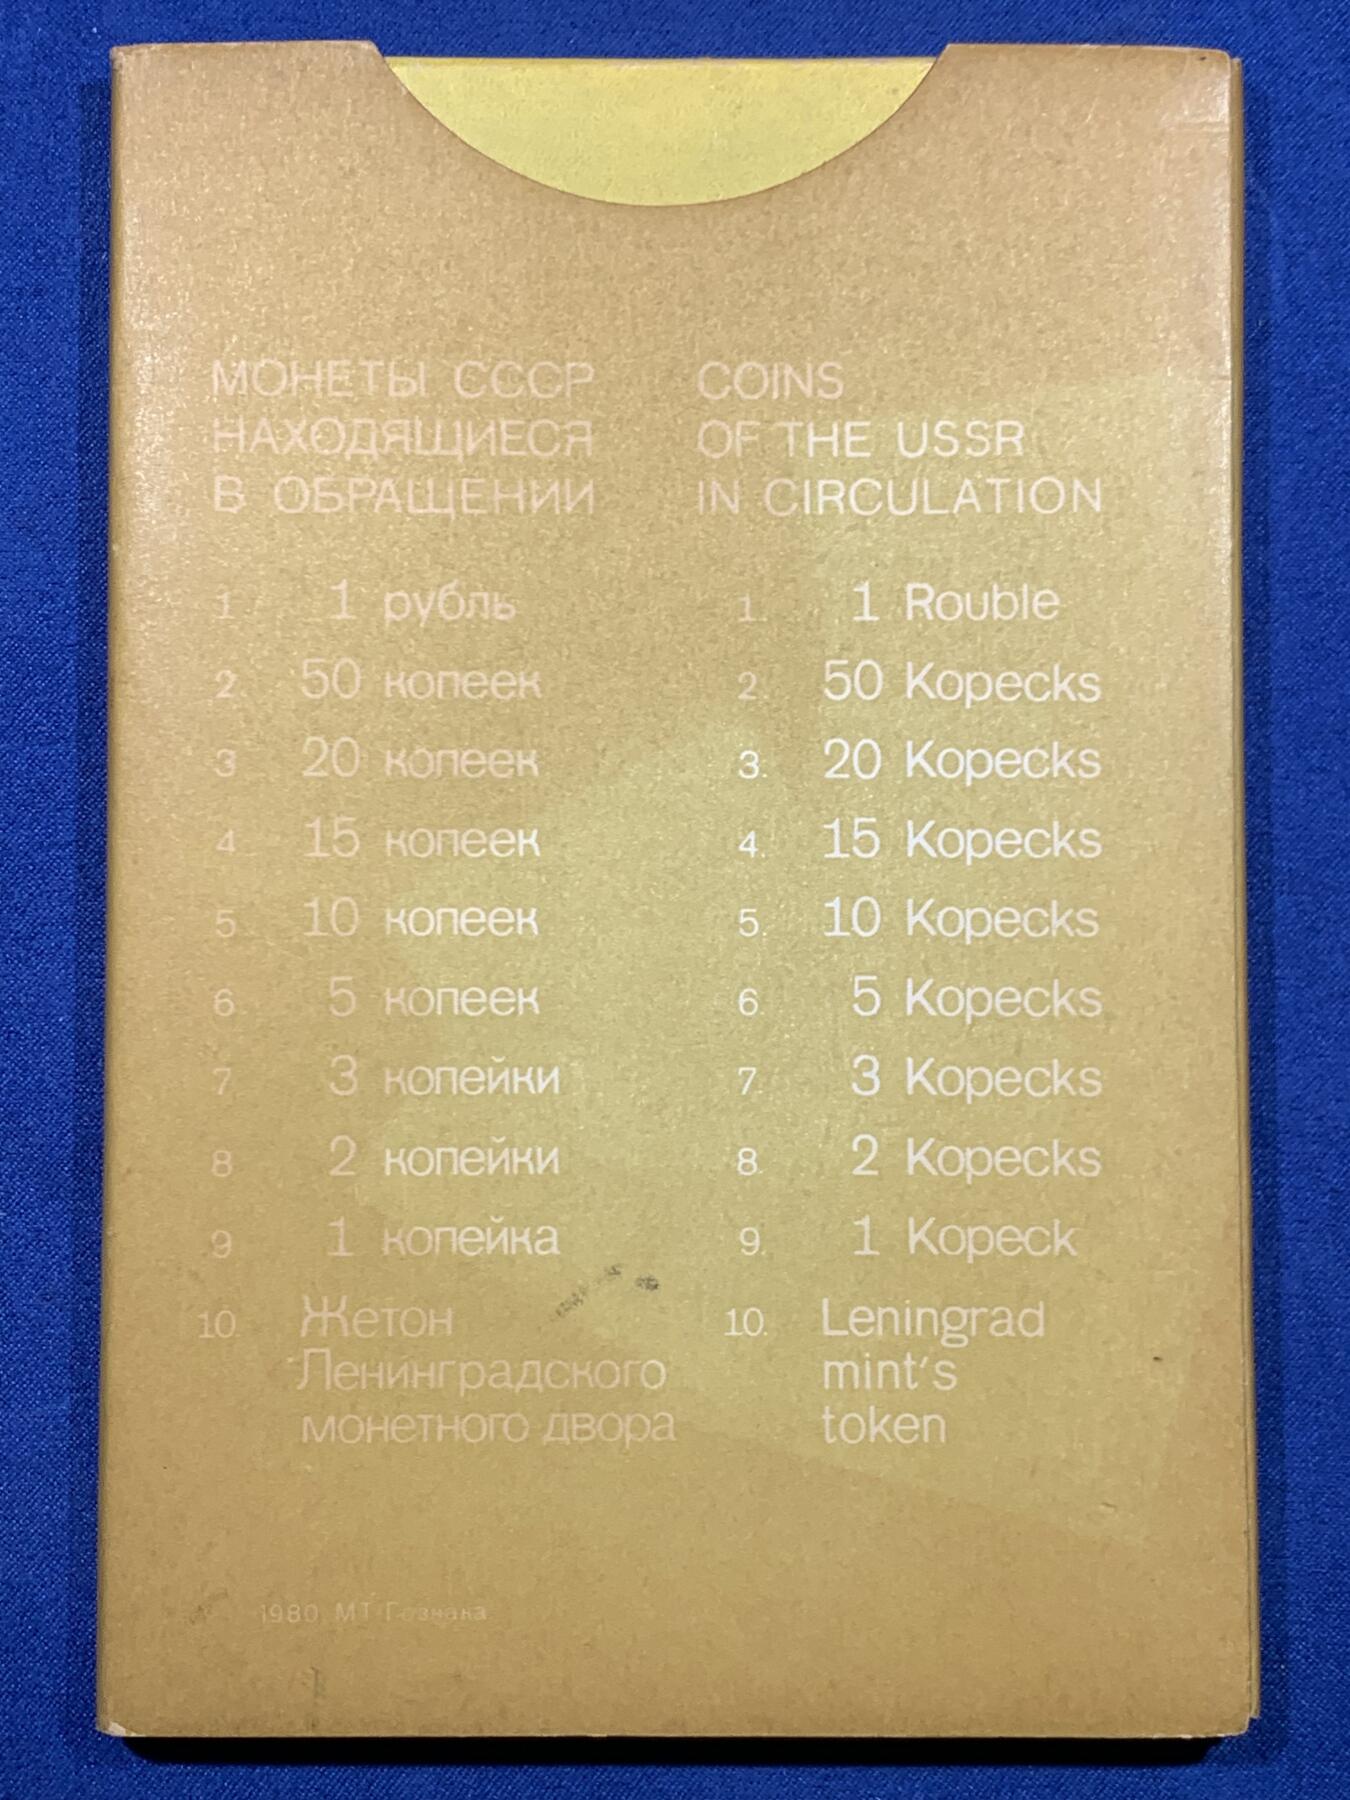 МОНЕТЫ СССР
НАХОДЯЩИЕСЯ
В ОБРАЩЕНИИ
1 1 рубль
2. 50 копеек
3 20 копеек
4 15 копеек
5 10 копеек
6. 5 копеек
7 3 копейки
8 2 копейки
9 1 копейка
10. Жетон
Ленинградского
монетного двора
COINS
OF THE USSR
IN CIRCULATION
1. 1 Rouble
2. 50 Kopecks
3. 20 Kopecks
4. 15 Kopecks
5. 10 Kopecks
6. 5 Kopecks
7. 3 Kopecks
8. 2 Kopecks
9. 1 Kopeck
10. Leningrad
mint's
token
1980 МТ Гознака